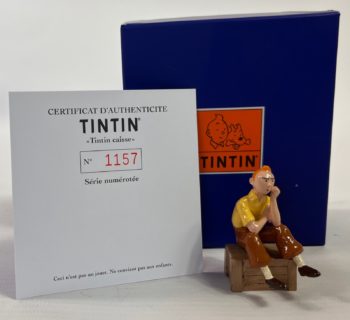 CERTIFICAT D'AUTHENTICITE
TINTIN
«Tintin caisse»
N° 1157
Série numérotée
Ceci n'est pas un jouet. Ne convient pas aux enfants.
TINTIN